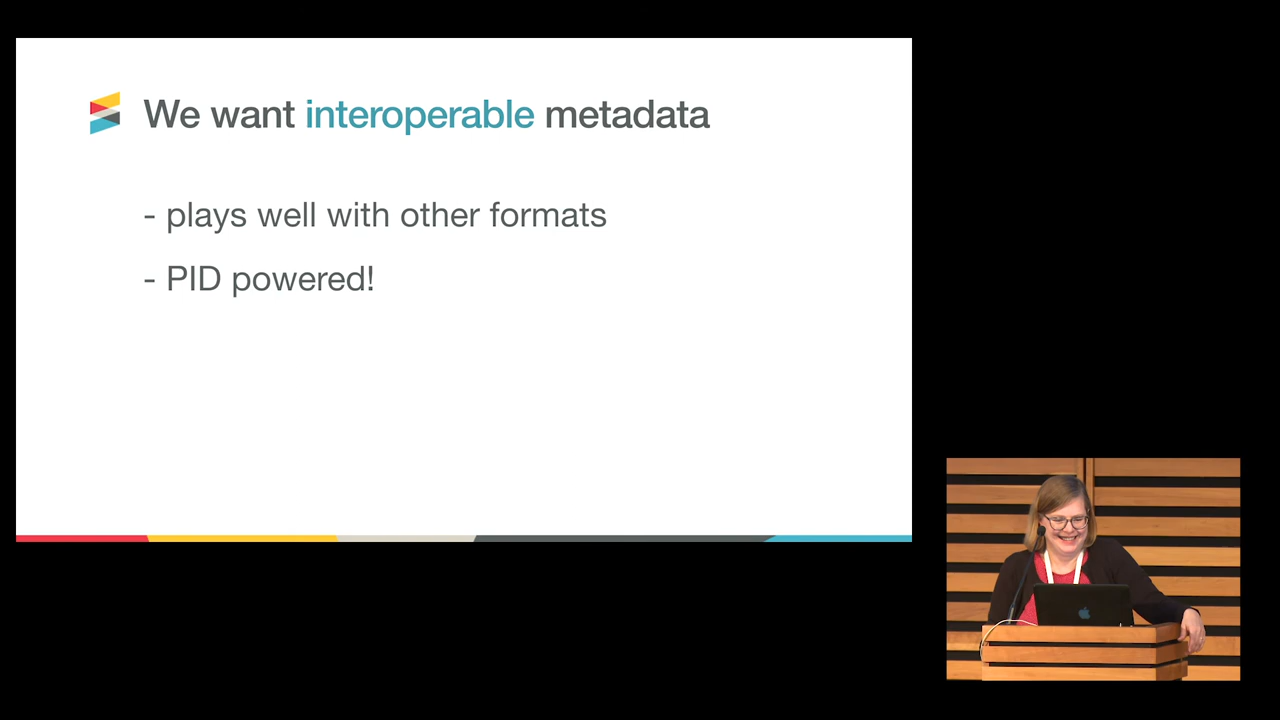 We want interoperable metadata
- plays well with other formats
- PID powered!